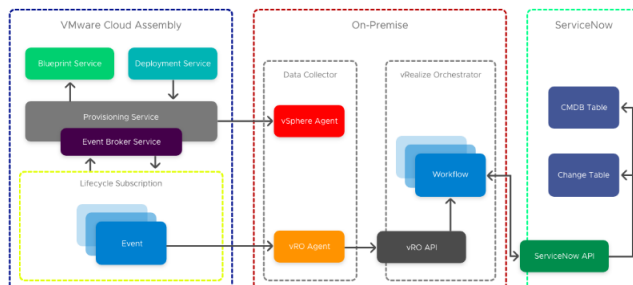 VMware Cloud Assembly
On-Premise
ServiceNow
Blueprint Service
Deployment Service
Data Collector
vRealize Orchestrator
Provisioning Service
vSphere Agent
CMDB Table
Event Broker Service
Lifecycle Subscription
Workflow
Change Table
Event
vRO Agent
vRO API
ServiceNow API